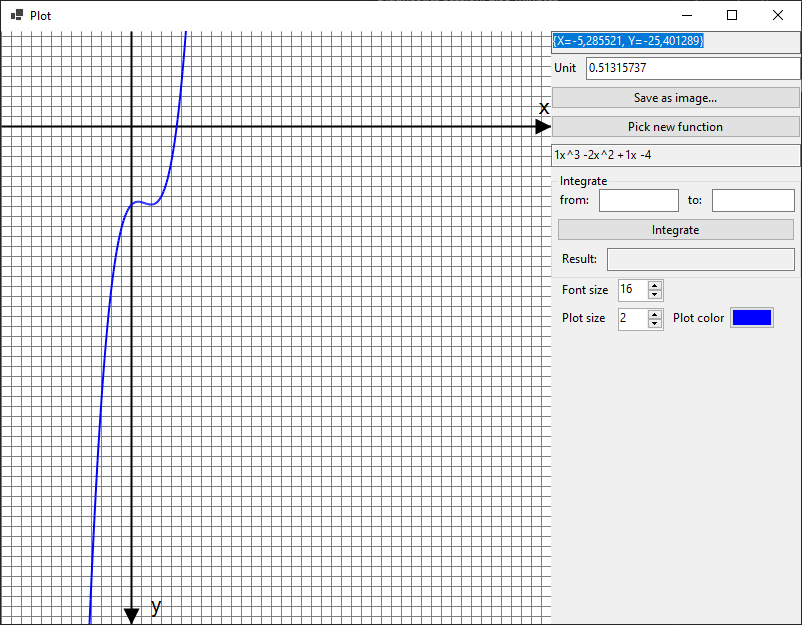 Plot
{X=-5,285521, Y=-25,401289}
x
Unit 0.51315737
Save as image...
Pick new function
1x^3 -2x^2 +1x -4
Integrate
from: to:
Integrate
Result:
Font size 16
Plot size 2 Plot color
y